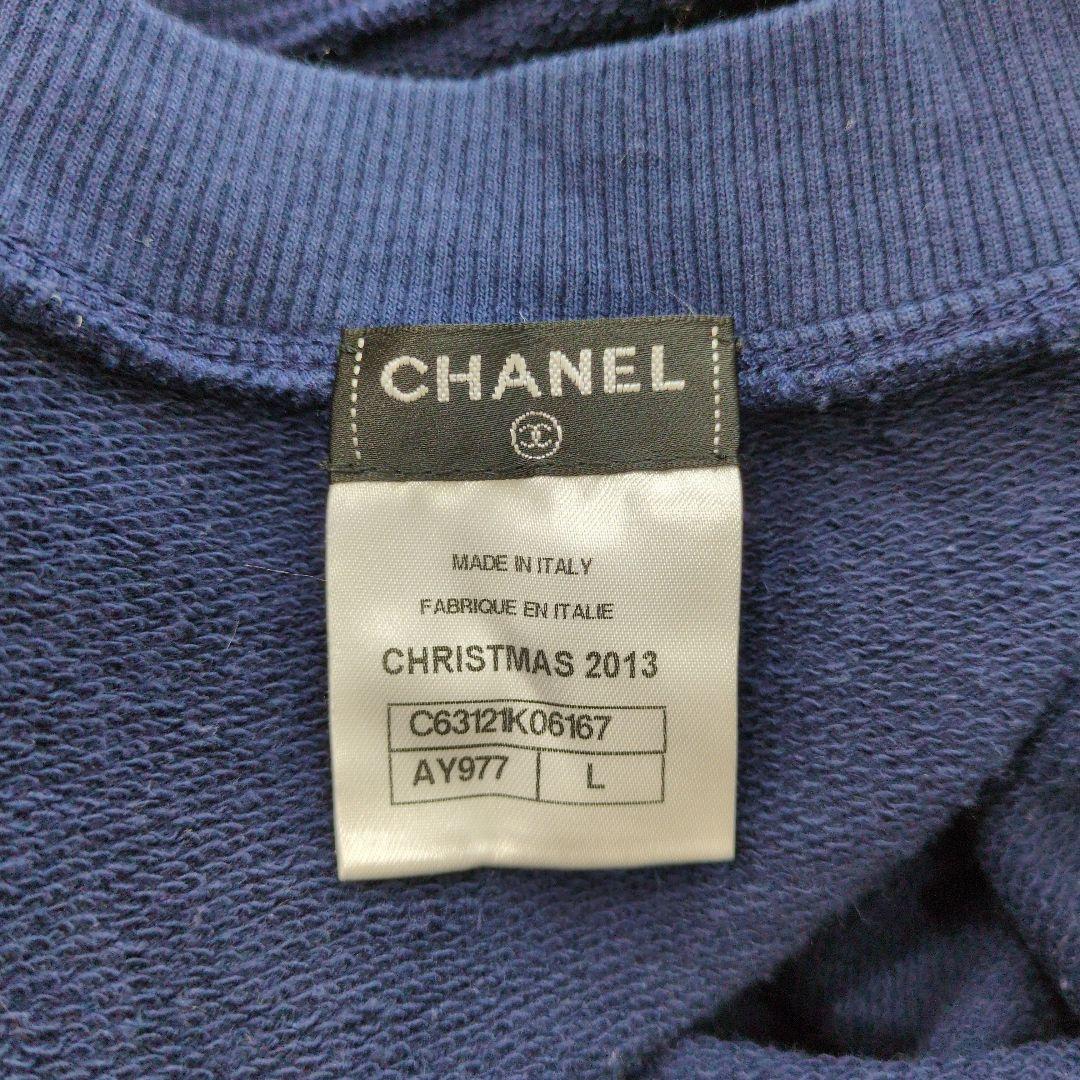 CHANEL
MADE IN ITALY
FABRIQUE EN ITALIE
CHRISTMAS 2013
C63121K06167
AY977 L